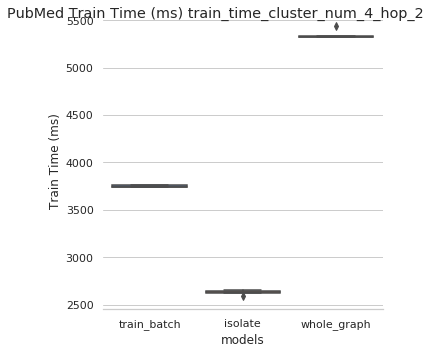 PubMed Train Time (ms) train_time_cluster_num_4_hop_2
5500
5000
4500
4000
3500
3000
2500
Train Time (ms)
train_batch isolate whole_graph
models